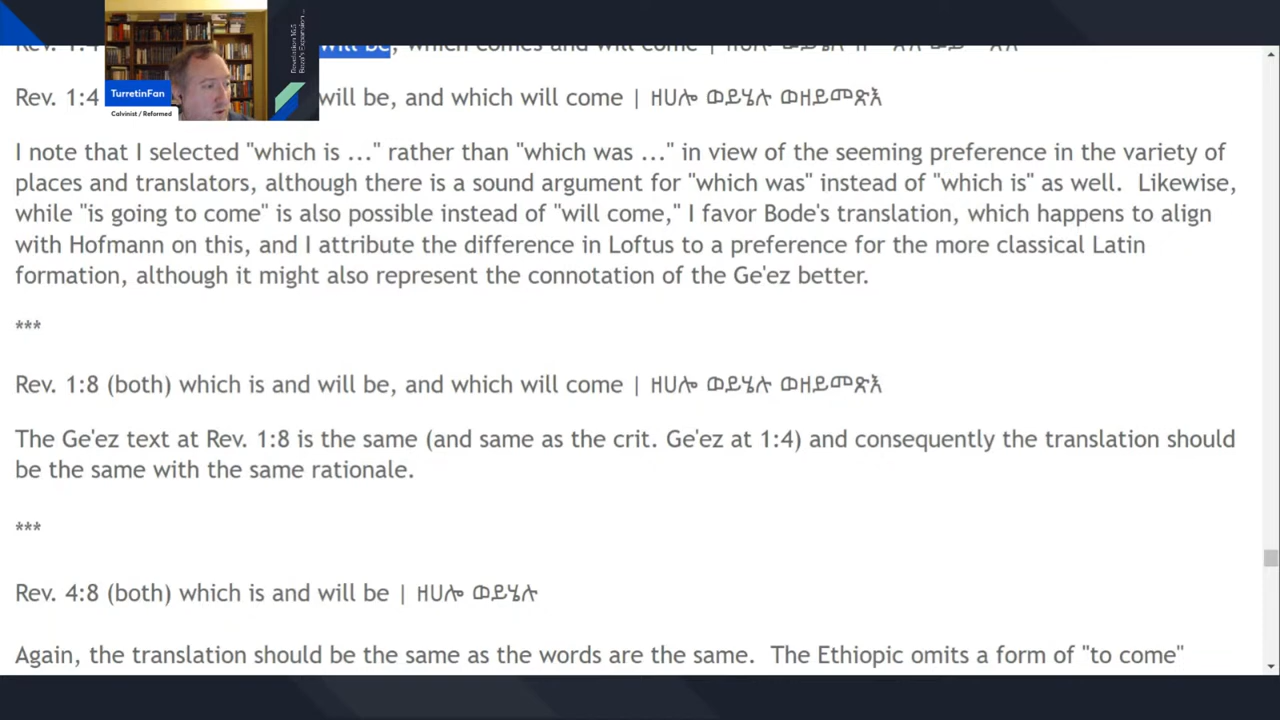 TurretinFan
Calvinist / Reformed
will be, which comes and will come |
Rev. 1:4 will be, and which will come | ዘሀሎ ወይሄሉ ወዘይመጽእ
I note that I selected "which is ..." rather than "which was ..." in view of the seeming preference in the variety of
places and translators, although there is a sound argument for "which was" instead of "which is" as well. Likewise,
while "is going to come" is also possible instead of "will come," I favor Bode's translation, which happens to align
with Hofmann on this, and I attribute the difference in Loftus to a preference for the more classical Latin
formation, although it might also represent the connotation of the Ge'ez better.
***
Rev. 1:8 (both) which is and will be, and which will come | ዘሀሎ ወይሄሉ ወዘይመጽእ
The Ge'ez text at Rev. 1:8 is the same (and same as the crit. Ge'ez at 1:4) and consequently the translation should
be the same with the same rationale.
***
Rev. 4:8 (both) which is and will be | ዘሀሎ ወይሄሉ
Again, the translation should be the same as the words are the same. The Ethiopic omits a form of "to come"